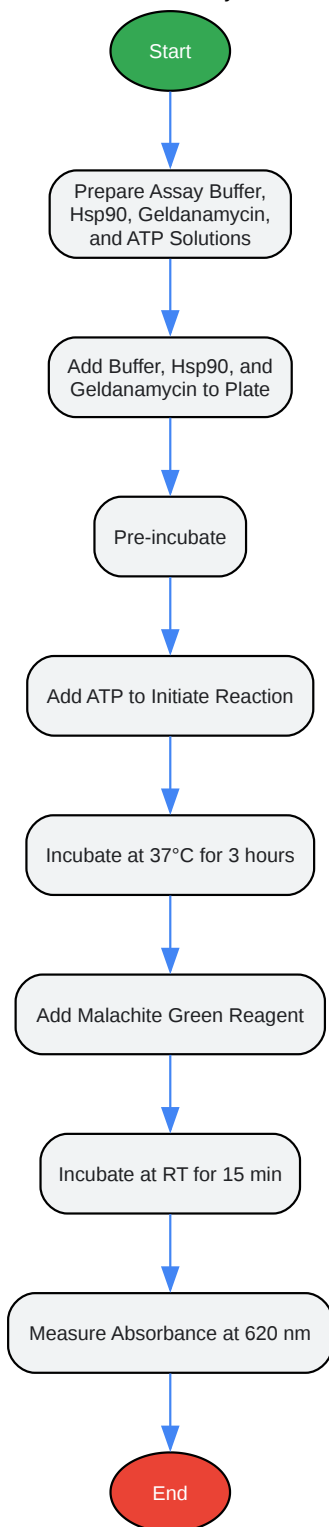 Start
Prepare Assay Buffer,
Hsp90, Geldanamycin,
and ATP Solutions
Add Buffer, Hsp90, and
Geldanamycin to Plate
Pre-incubate
Add ATP to Initiate Reaction
Incubate at 37°C for 3 hours
Add Malachite Green Reagent
Incubate at RT for 15 min
Measure Absorbance at 620 nm
End